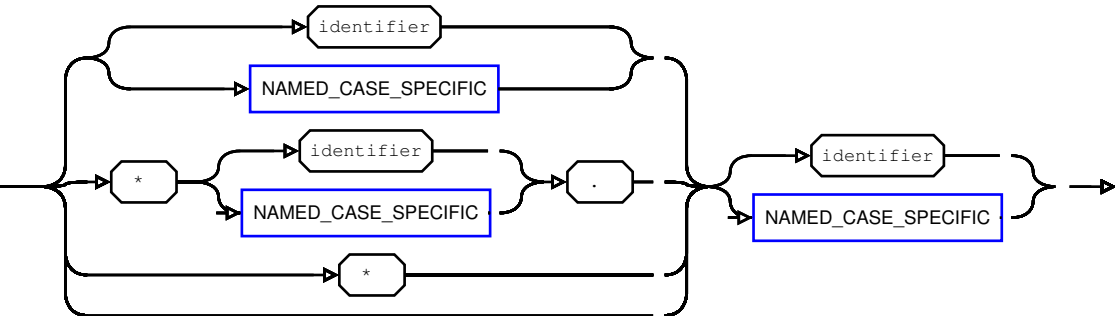 identifier
NAMED_CASE_SPECIFIC
* identifier .
NAMED_CASE_SPECIFIC
*
identifier
NAMED_CASE_SPECIFIC